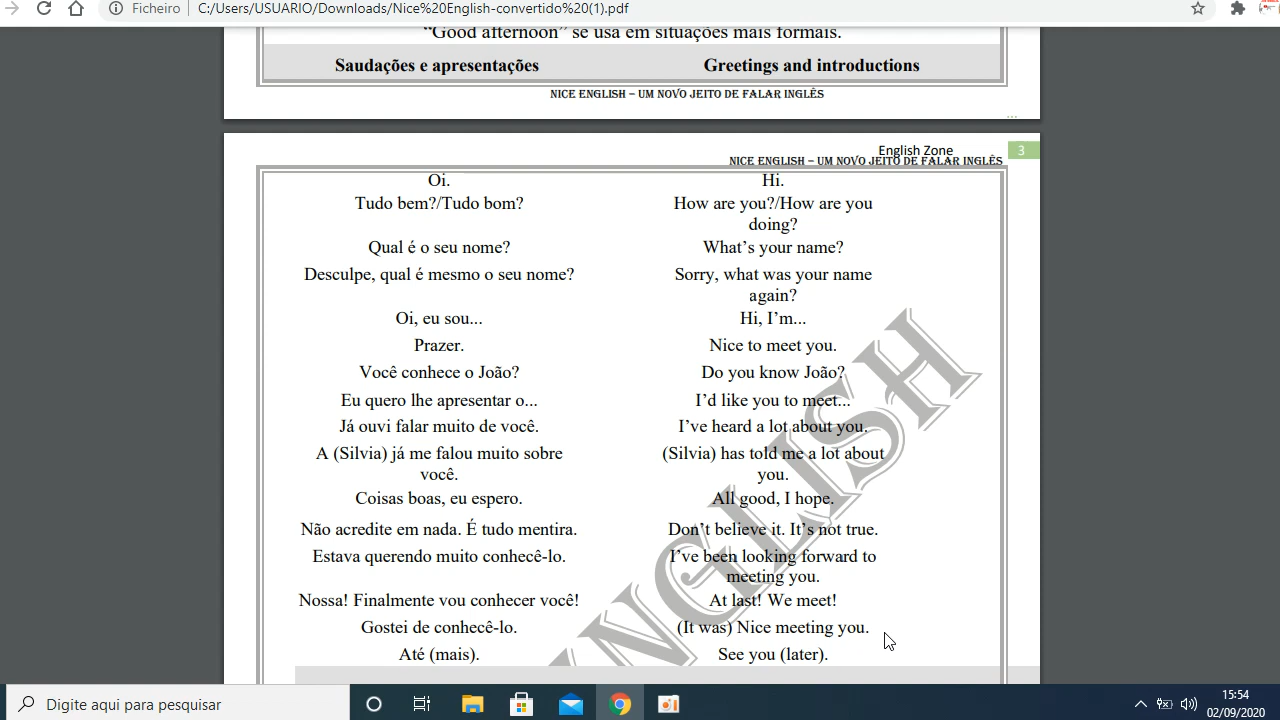 Ficheiro C:/Users/USUARIO/Downloads/Nice%20English-convertido%20(1).pdf
“Good afternoon” se usa em situações mais formais.
Saudações e apresentações Greetings and introductions
NICE ENGLISH – UM NOVO JEITO DE FALAR INGLÊS
...
English Zone 3
NICE ENGLISH – UM NOVO JEITO DE FALAR INGLÊS
Oi. Hi.
Tudo bem?/Tudo bom? How are you?/How are you
doing?
Qual é o seu nome? What’s your name?
Desculpe, qual é mesmo o seu nome? Sorry, what was your name
again?
Oi, eu sou... Hi, I’m...
Prazer. Nice to meet you.
Você conhece o João? Do you know João?
Eu quero lhe apresentar o... I’d like you to meet...
Já ouvi falar muito de você. I’ve heard a lot about you.
A (Silvia) já me falou muito sobre (Silvia) has told me a lot about
você. you.
Coisas boas, eu espero. All good, I hope.
Não acredite em nada. É tudo mentira. Don’t believe it. It’s not true.
Estava querendo muito conhecê-lo. I’ve been looking forward to
meeting you.
Nossa! Finalmente vou conhecer você! At last! We meet!
Gostei de conhecê-lo. (It was) Nice meeting you.
Até (mais). See you (later).
NGLISH
Digite aqui para pesquisar
15:54
02/09/2020